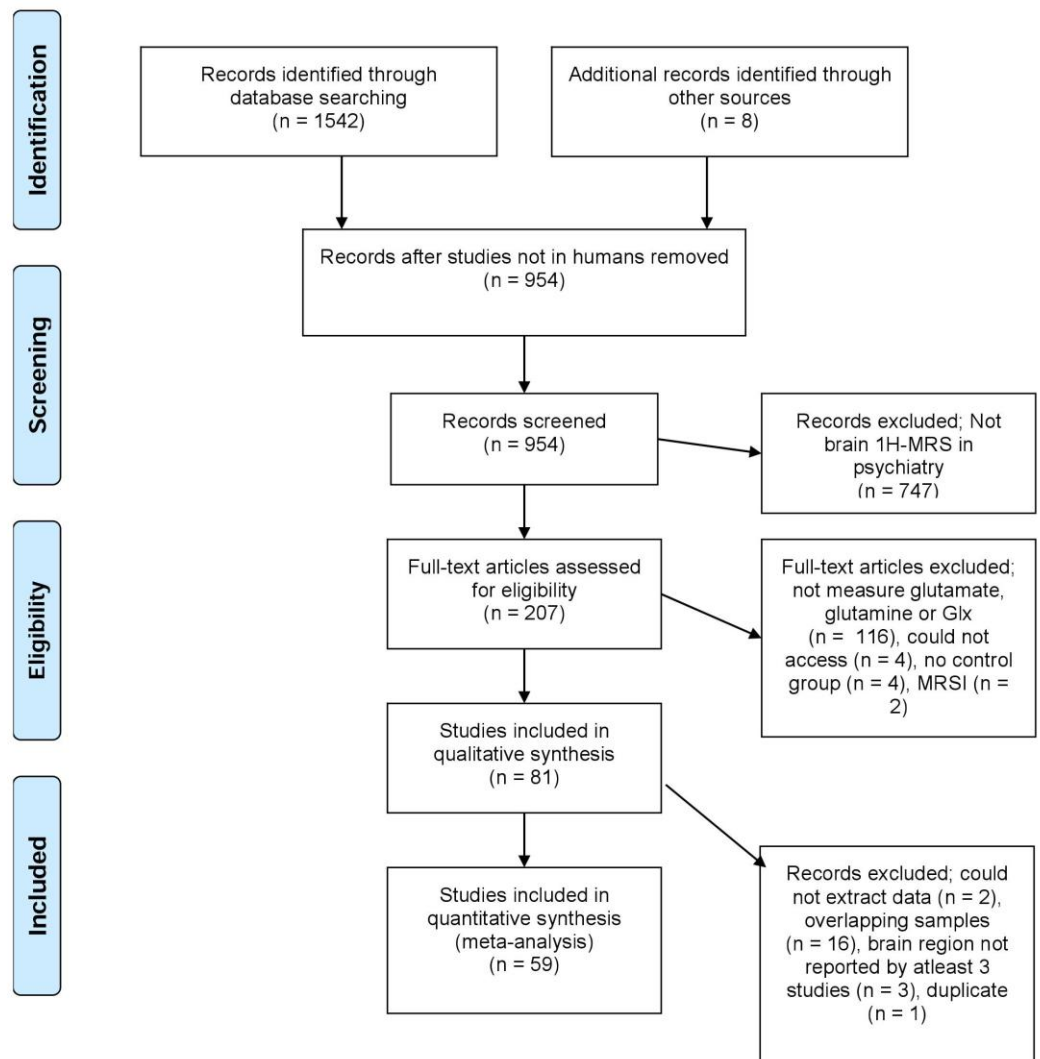 Identification
Records identified through
database searching
(n = 1542)
Additional records identified through
other sources
(n = 8)
Records after studies not in humans removed
(n = 954)
Screening
Records screened
(n = 954)
Records excluded; Not
brain 1H-MRS in
psychiatry
(n = 747)
Eligibility
Full-text articles assessed
for eligibility
(n = 207)
Full-text articles excluded;
not measure glutamate,
glutamine or Glx
(n = 116), could not
access (n = 4), no control
group (n = 4), MRSI (n =
2)
Studies included in
qualitative synthesis
(n = 81)
Included
Studies included in
quantitative synthesis
(meta-analysis)
(n = 59)
Records excluded; could
not extract data (n = 2),
overlapping samples
(n = 16), brain region not
reported by atleast 3
studies (n = 3), duplicate
(n = 1)